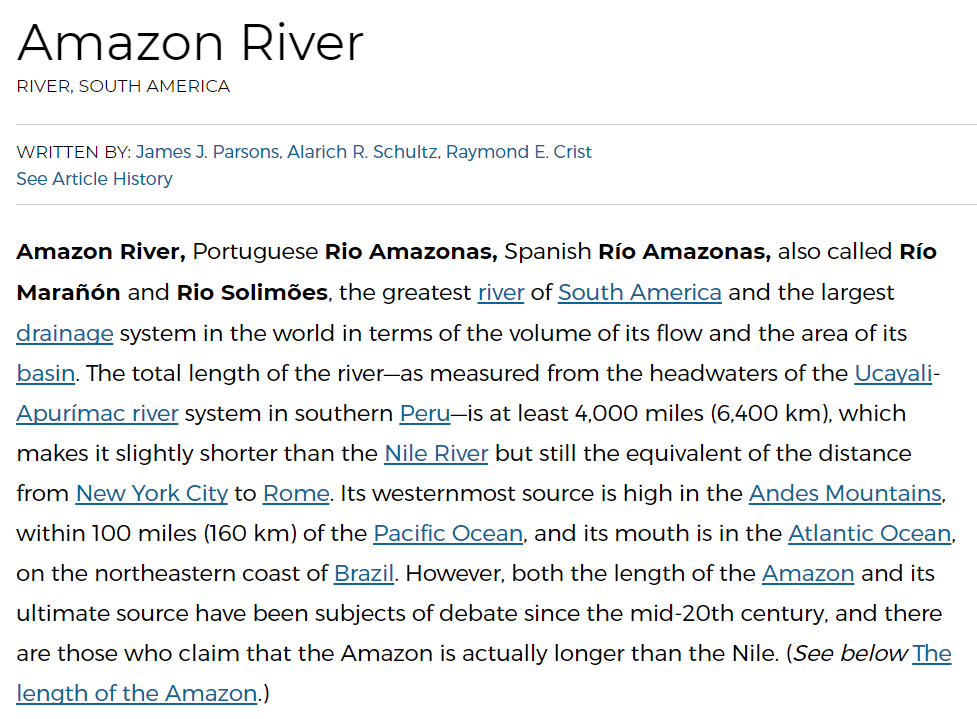 Amazon River
RIVER, SOUTH AMERICA
WRITTEN BY: James J. Parsons, Alarich R. Schultz, Raymond E. Crist
See Article History
Amazon River, Portuguese Rio Amazonas, Spanish Río Amazonas, also called Río
Marañón and Rio Solimões, the greatest river of South America and the largest
drainage system in the world in terms of the volume of its flow and the area of its
basin. The total length of the river—as measured from the headwaters of the Ucayali-
Apurímac river system in southern Peru—is at least 4,000 miles (6,400 km), which
makes it slightly shorter than the Nile River but still the equivalent of the distance
from New York City to Rome. Its westernmost source is high in the Andes Mountains,
within 100 miles (160 km) of the Pacific Ocean, and its mouth is in the Atlantic Ocean,
on the northeastern coast of Brazil. However, both the length of the Amazon and its
ultimate source have been subjects of debate since the mid-20th century, and there
are those who claim that the Amazon is actually longer than the Nile. (See below The
length of the Amazon.)